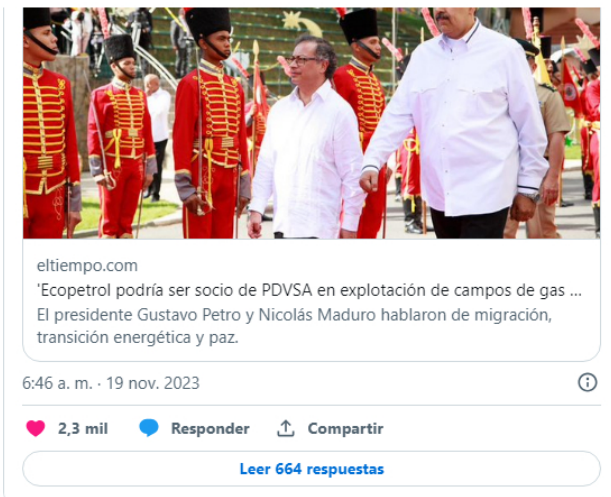 eltiempo.com
'Ecopetrol podría ser socio de PDVSA en explotación de campos de gas ...
El presidente Gustavo Petro y Nicolás Maduro hablaron de migración,
transición energética y paz.
6:46 a. m. · 19 nov. 2023
2,3 mil Responder Compartir
Leer 664 respuestas